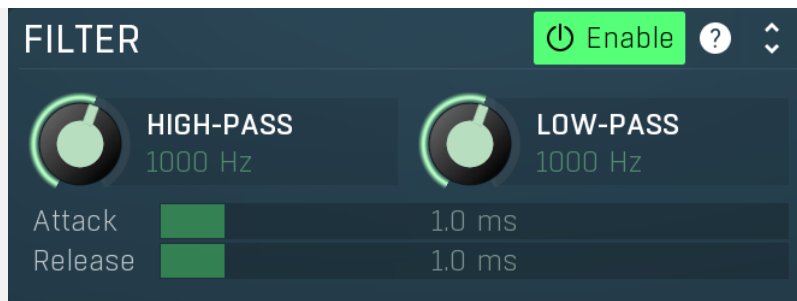 FILTER
Enable
?
HIGH-PASS
1000 Hz
LOW-PASS
1000 Hz
Attack 1.0 ms
Release 1.0 ms